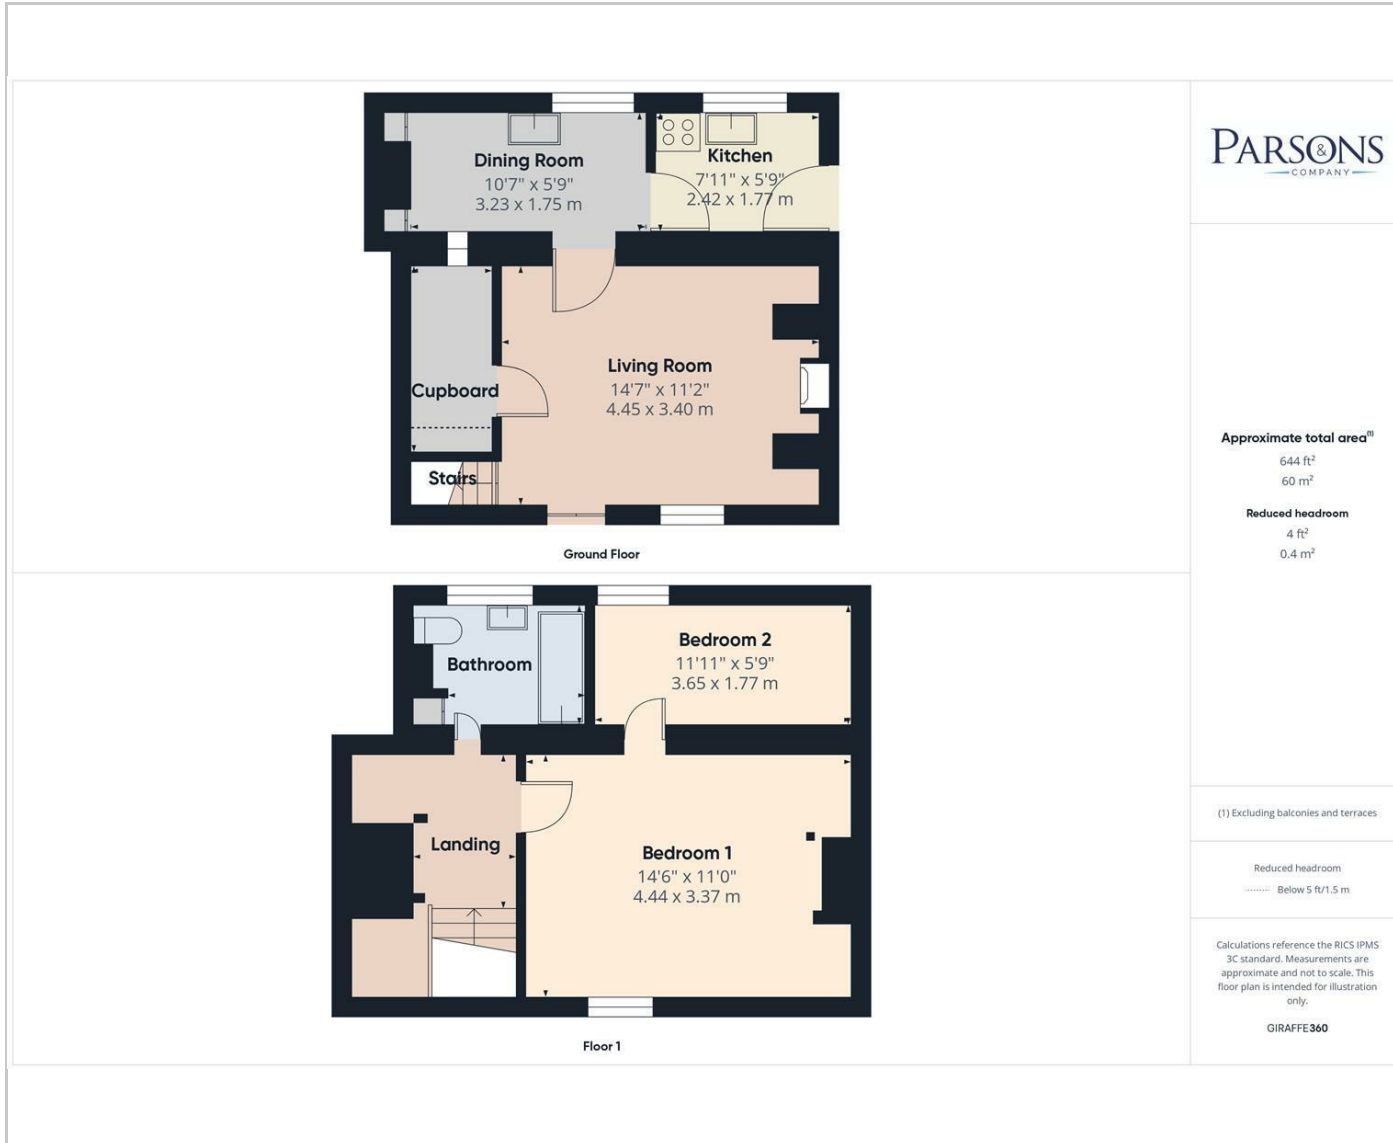 Dining Room
10'7" x 5'9"
3.23 x 1.75 m
Kitchen
7'11" x 5'9"
2.42 x 1.77 m
Living Room
14'7" x 11'2"
4.45 x 3.40 m
Cupboard
Stairs
Ground Floor
Bathroom
Bedroom 2
11'11" x 5'9"
3.65 x 1.77 m
Landing
Bedroom 1
14'6" x 11'0"
4.44 x 3.37 m
Floor 1
PARSONS &
COMPANY
Approximate total area(1)
644 ft²
60 m²
Reduced headroom
4 ft²
0.4 m²
(1) Excluding balconies and terraces
Reduced headroom
Below 5 ft/1.5 m
Calculations reference the RICS IPMS
3C standard. Measurements are
approximate and not to scale. This
floor plan is intended for illustration
only.
GIRAFFE360